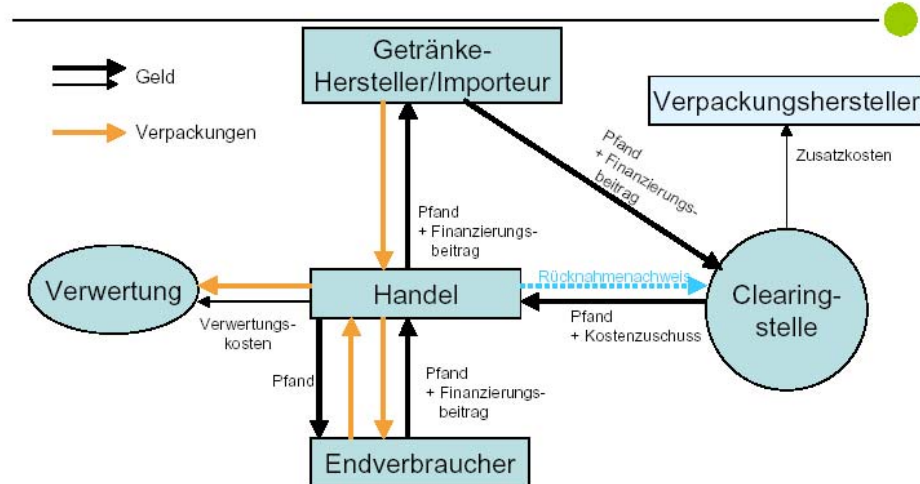 Getränke-
Hersteller/Importeur
Geld
Verpackungen
Verpackungshersteller
Pfand
+ Finanzierungs-
beitrag
Zusatzkosten
Pfand
+ Finanzierungs-
beitrag
Verwertung
Handel
Rücknahmenachweis
Clearing-
stelle
Verwertungs-
kosten
Pfand
+ Kostenzuschuss
Pfand
Pfand
+ Finanzierungs-
beitrag
Endverbraucher